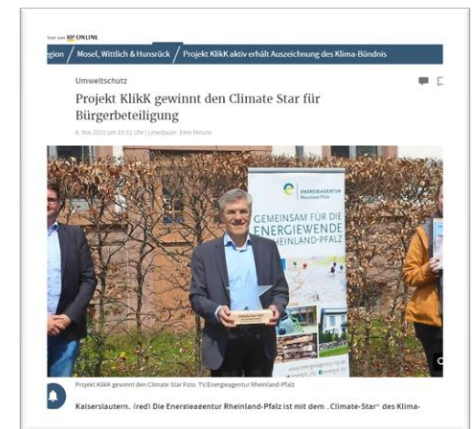 RP ONLINE
egion / Mosel, Wittlich & Hunsrück / Projekt KlikK aktiv erhält Auszeichnung des Klima-Bündnis
Umweltschutz
Projekt KlikK gewinnt den Climate Star für
Bürgerbeteiligung
6. Mai 2021 um 10:31 Uhr | Lesedauer: Eine Minute
ENERGIEAGENTUR
Rheinland-Pfalz
GEMEINSAM FÜR DIE
ENERGIEWENDE
RHEINLAND-PFALZ
Projekt KlikK gewinnt den Climate Star Foto: TV/Energieagentur Rheinland-Pfalz
Kaiserslautern. (red) Die Energieagentur Rheinland-Pfalz ist mit dem „Climate-Star" des Klima-